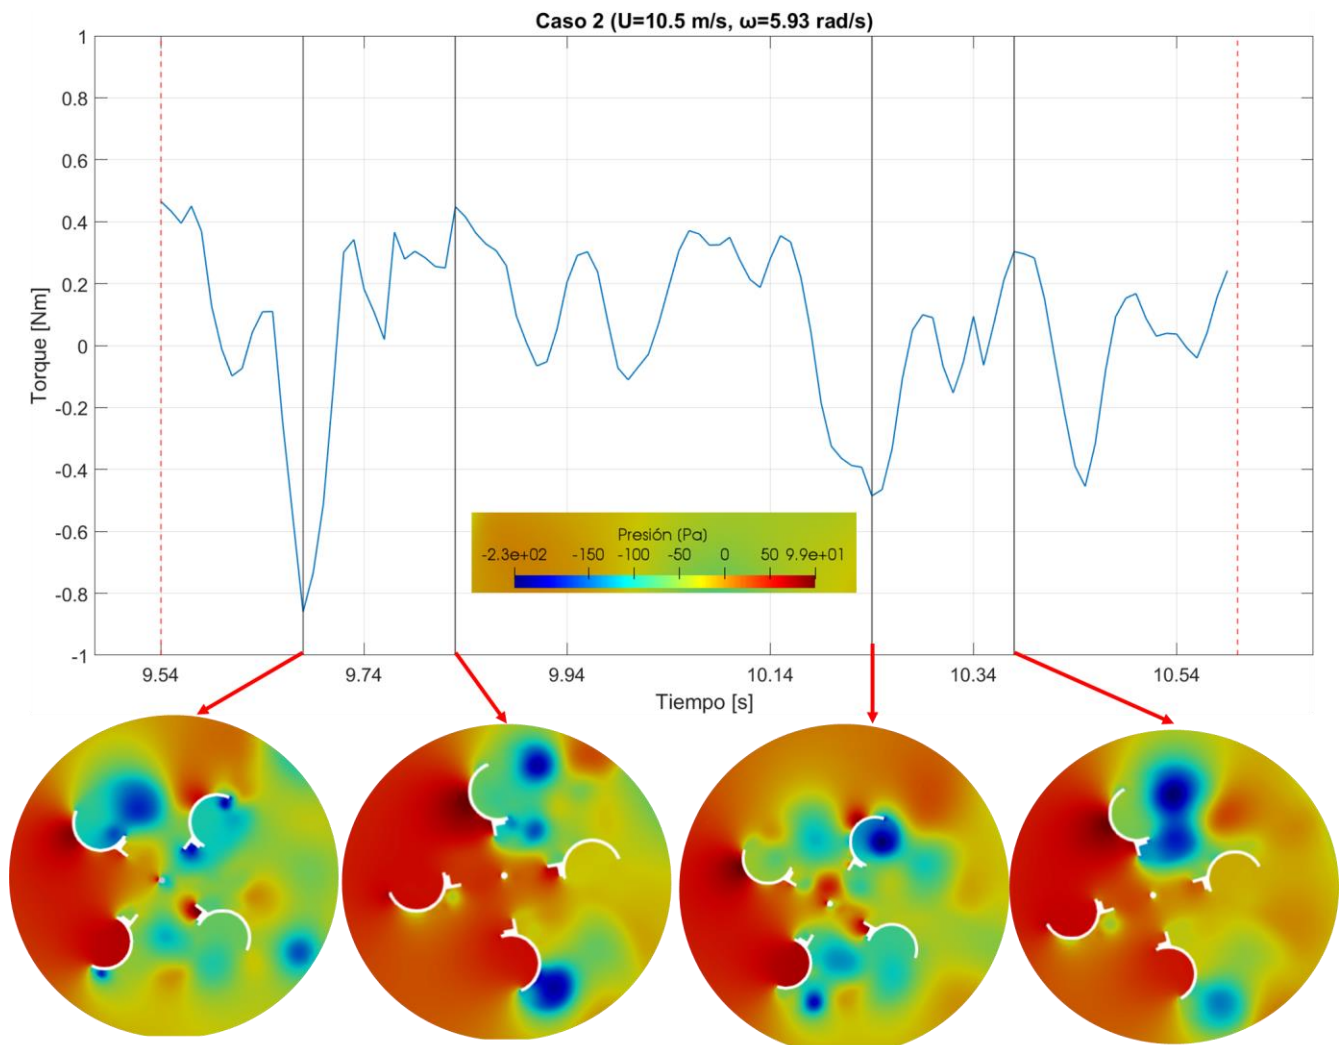 Caso 2 (U=10.5 m/s, ω=5.93 rad/s)
1
0.8
0.6
0.4
0.2
0
-0.2
-0.4
-0.6
-0.8
-1
Torque [Nm]
Presión (Pa)
-2.3e+02 -150 -100 -50 0 50 9.9e+01
9.54 9.74 9.94 10.14 10.34 10.54
Tiempo [s]